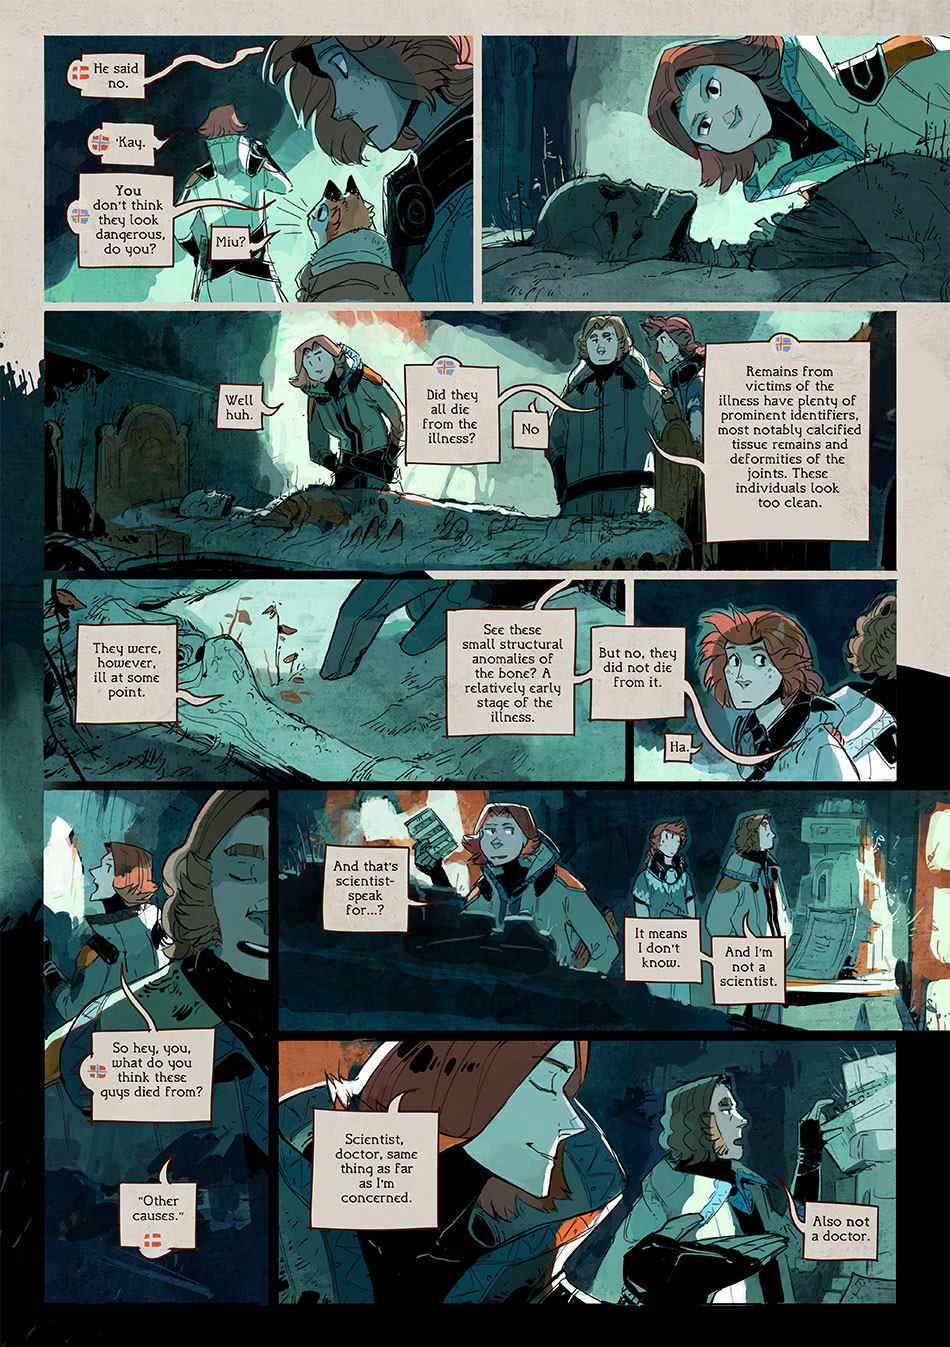 He said
no.
'Kay.
You
don't think
they look
dangerous,
do you?
Miu?
Well
huh.
Did they
all die
from the
illness?
No
Remains from
victims of the
illness have plenty of
prominent identifiers,
most notably calcified
tissue remains and
deformities of the
joints. These
individuals look
too clean.
They were,
however,
ill at some
point.
See these
small structural
anomalies of
the bone? A
relatively early
stage of the
illness.
But no, they
did not die
from it.
Ha.
So hey, you,
what do you
think these
guys died from?
"Other
causes."
And that's
scientist-
speak
for...?
It means
I don't
know.
And I'm
not a
scientist.
Scientist,
doctor, same
thing as far
as I'm
concerned.
Also not
a doctor.